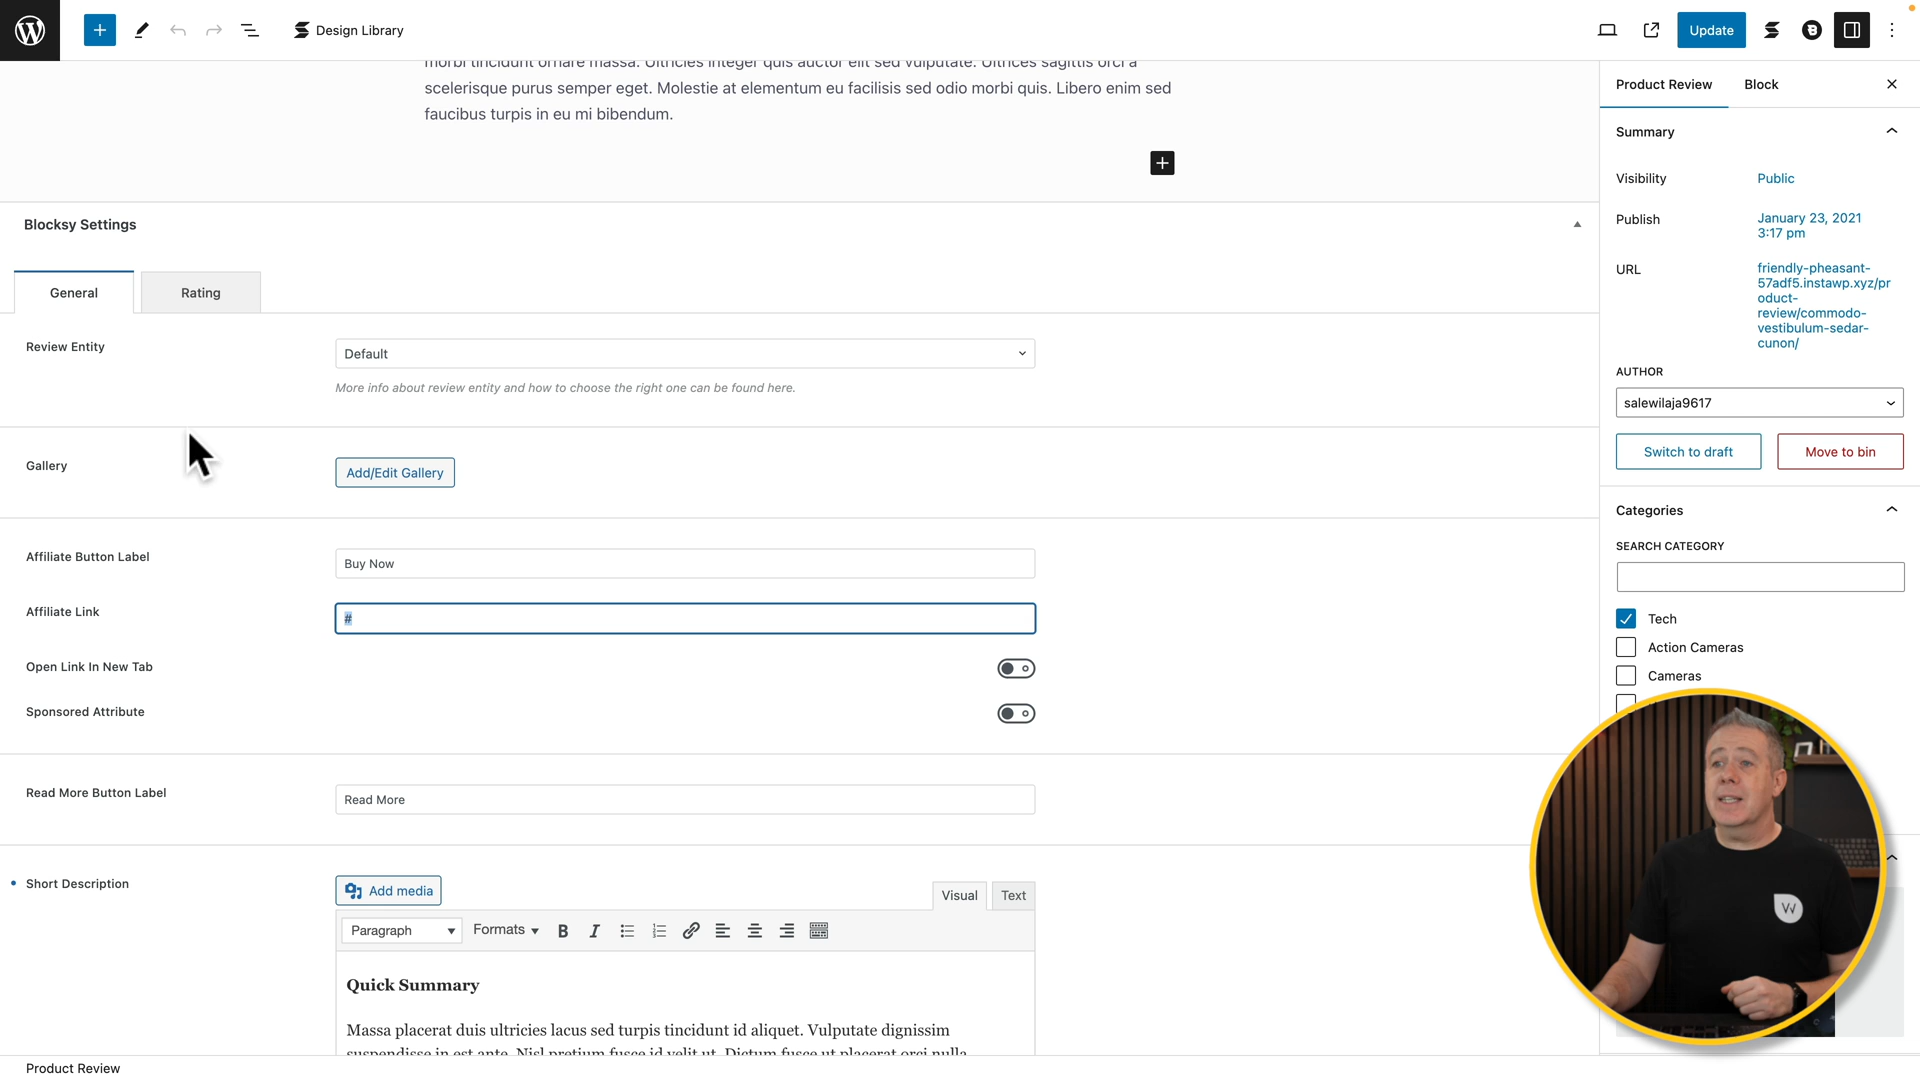 Design Library
Update
morbi tincidunt ornare massa. Ultricies integer quis auctor elit sed vulputate. Ultrices sagittis orci a
scelerisque purus semper eget. Molestie at elementum eu facilisis sed odio morbi quis. Libero enim sed
faucibus turpis in eu mi bibendum.
Blocksy Settings
General
Rating
Review Entity
Default
More info about review entity and how to choose the right one can be found here.
Gallery
Add/Edit Gallery
Affiliate Button Label
Buy Now
Affiliate Link
#
Open Link In New Tab
Sponsored Attribute
Read More Button Label
Read More
Short Description
Add media
Visual
Text
Paragraph
Formats
B
I
Quick Summary
Massa placerat duis ultricies lacus sed turpis tincidunt id aliquet. Vulputate dignissim
suspendisse in est ante. Nisl pretium fusce id velit ut. Dictum fusce ut placerat orci nulla
Product Review
Product Review
Block
Summary
Visibility
Public
Publish
January 23, 2021
3:17 pm
URL
friendly-pheasant-
57adf5.instawp.xyz/pr
oduct-
review/commodo-
vestibulum-sedar-
cunon/
AUTHOR
salewilaja9617
Switch to draft
Move to bin
Categories
SEARCH CATEGORY
Tech
Action Cameras
Cameras
W